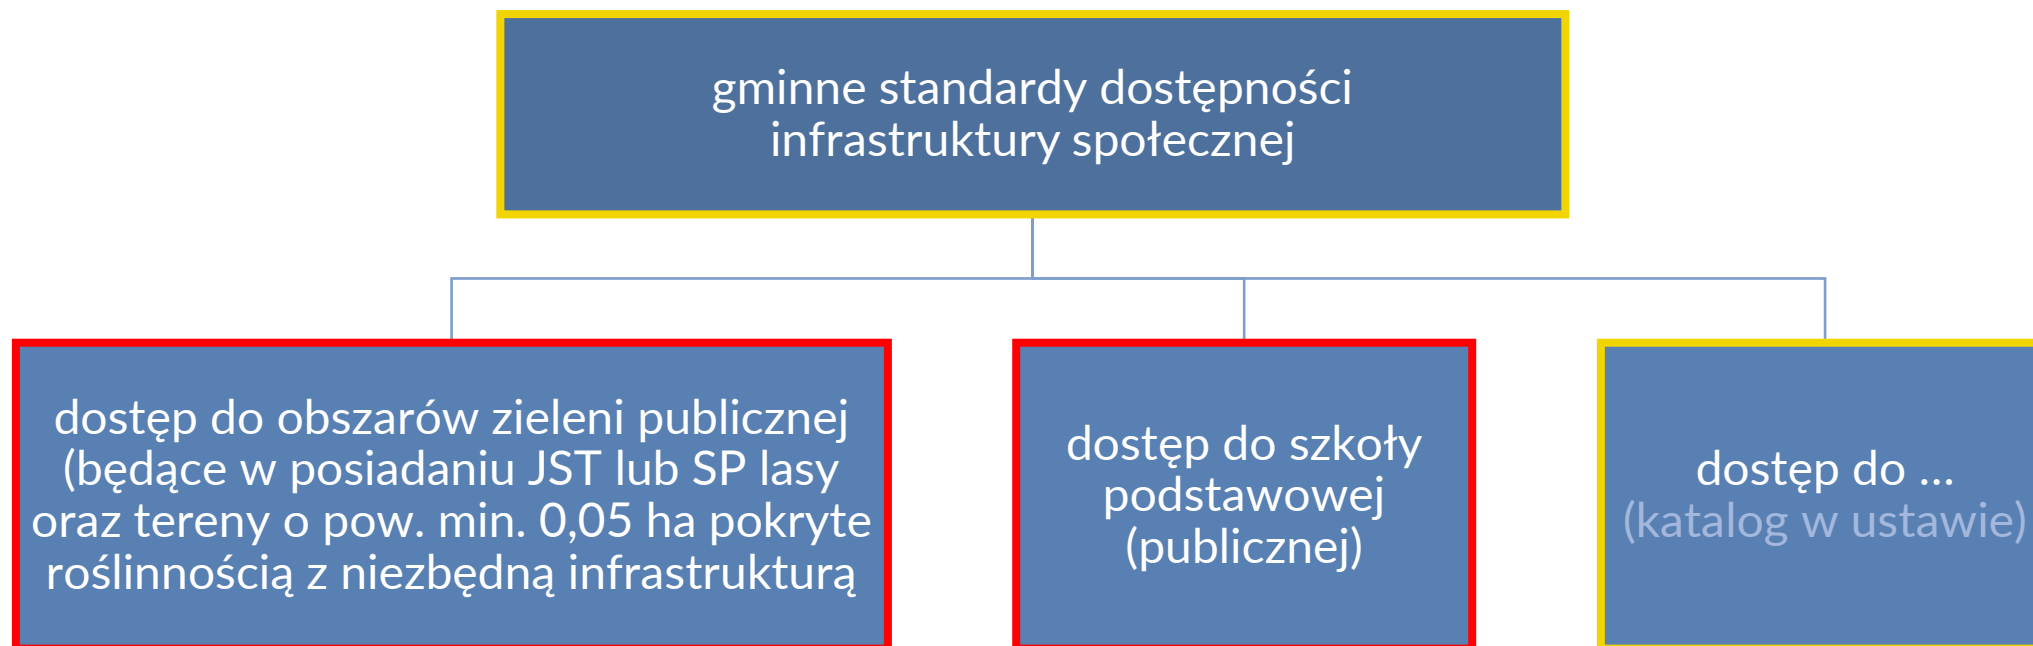 gminne standardy dostępności
infrastruktury społecznej
dostęp do obszarów zieleni publicznej
(będące w posiadaniu JST lub SP lasy
oraz tereny o pow. min. 0,05 ha pokryte
roślinnością z niezbędną infrastrukturą
dostęp do szkoły
podstawowej
(publicznej)
dostęp do ...
(katalog w ustawie)